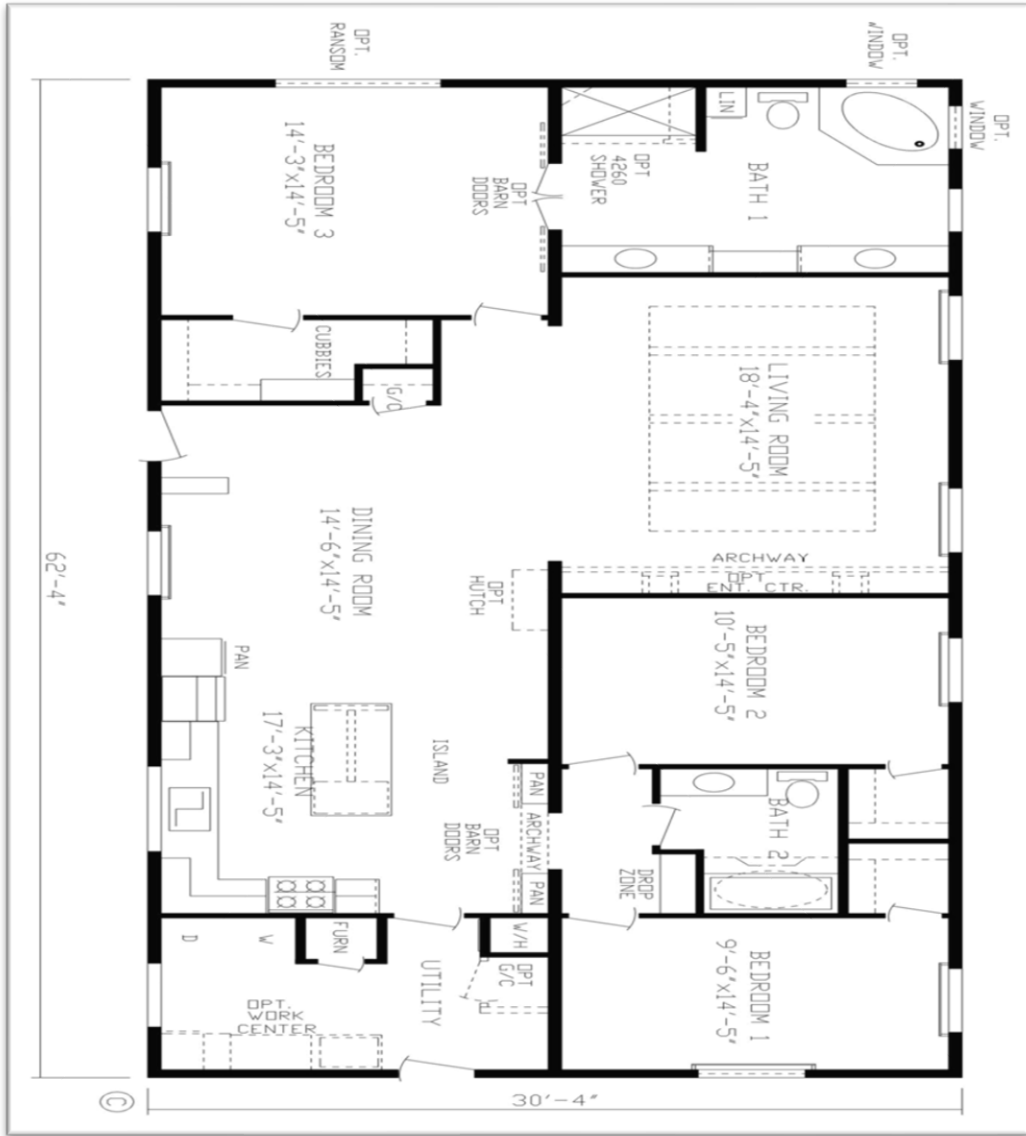 OPT.
RANSOM
OPT.
WINDOW
OPT.
WINDOW
BEDROOM 3
14'-3"x14'-5"
OPT
BARN
DOORS
OPT
4260
SHOWER
LIN
BATH 1
CUBBIES
G/C
LIVING ROOM
18'-4"x14'-5"
DINING ROOM
14'-6"x14'-5"
OPT
HUTCH
ARCHWAY
OPT
ENT. CTR.
BEDROOM 2
10'-5"x14'-5"
PAN
KITCHEN
17'-3"x14'-5"
ISLAND
OPT
BARN
DOORS
PAN
ARCHWAY
PAN
BATH 2
DROP
ZONE
D
W
FURN
UTILITY
W/H
OPT
G/C
OPT.
WORK
CENTER
BEDROOM 1
9'-6"x14'-5"
62'-4"
30'-4"
©